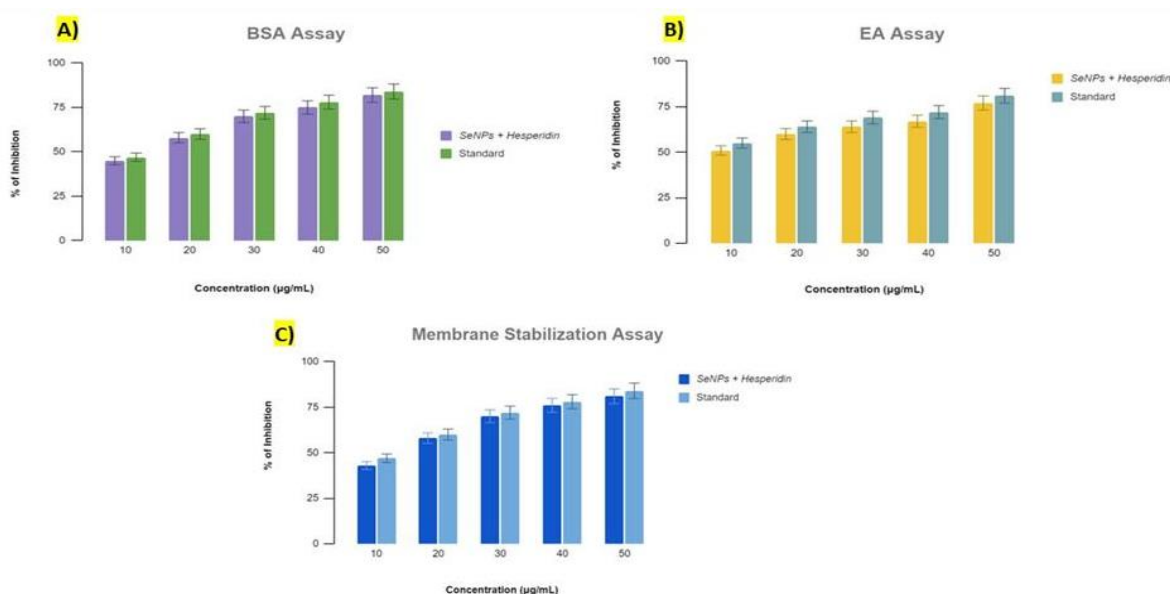 A)
BSA Assay
% of Inhibition
100
75
50
25
0
10 20 30 40 50
Concentration (µg/mL)
SeNPs + Hesperidin
Standard
B)
EA Assay
% of Inhibition
100
75
50
25
0
10 20 30 40 50
Concentration (µg/mL)
SeNPs + Hesperidin
Standard
C)
Membrane Stabilization Assay
% of Inhibition
100
75
50
25
0
10 20 30 40 50
Concentration (µg/mL)
SeNPs + Hesperidin
Standard